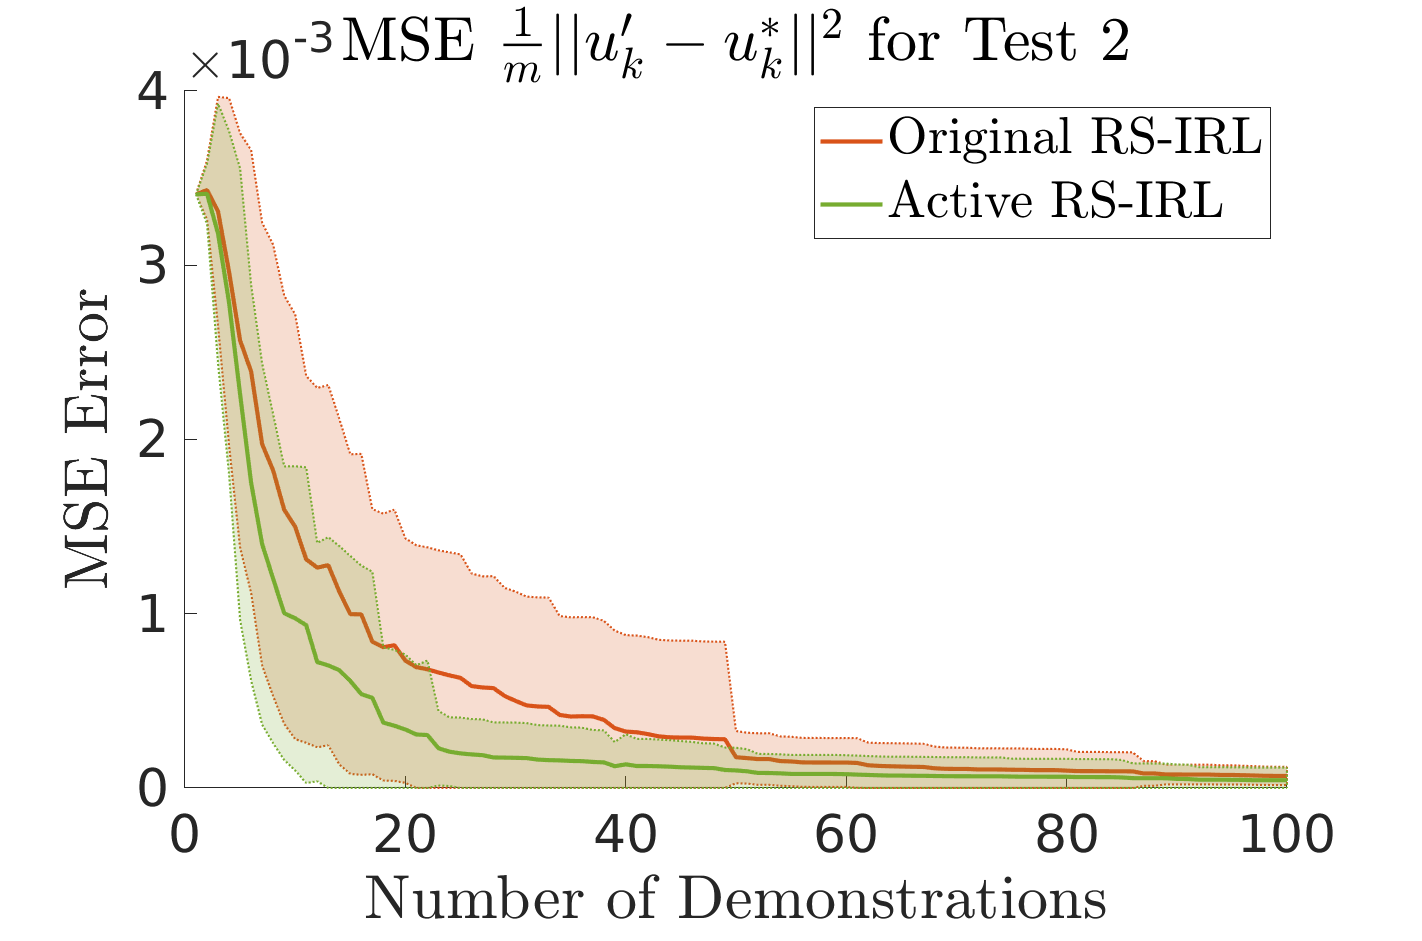 ×10⁻³ MSE 1/m||u′ₖ − u*ₖ||² for Test 2
Original RS-IRL
Active RS-IRL
4
3
2
1
0
MSE Error
0 20 40 60 80 100
Number of Demonstrations